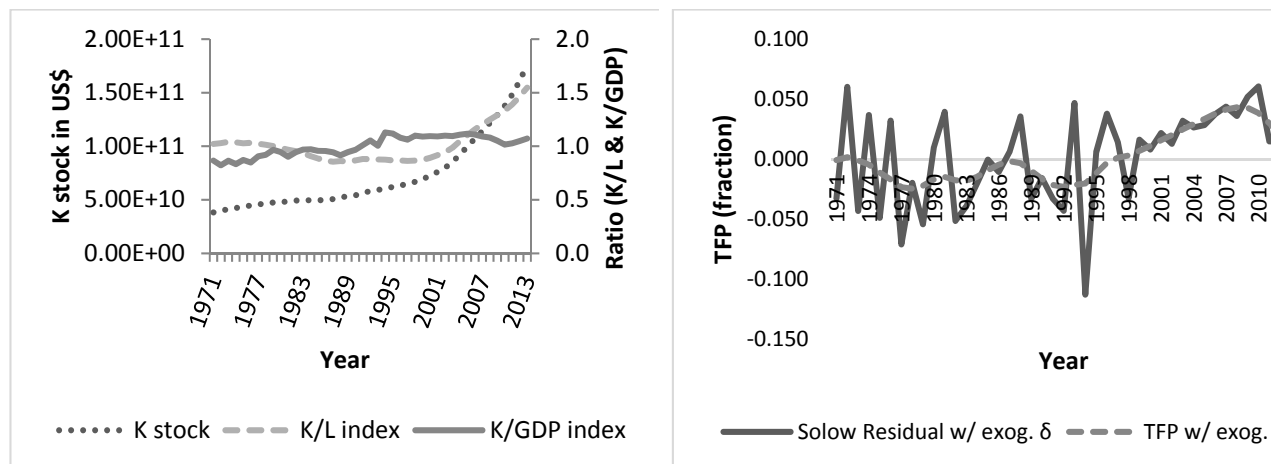 2.00E+11
1.50E+11
1.00E+11
5.00E+10
0.00E+00
K stock in US$
2.0
1.5
1.0
0.5
0.0
Ratio (K/L & K/GDP)
1971 1977 1983 1989 1995 2001 2007 2013
Year
K stock K/L index K/GDP index
0.100
0.050
0.000
-0.050
-0.100
-0.150
TFP (fraction)
1971 1974 1977 1980 1983 1986 1989 1992 1995 1998 2001 2004 2007 2010
Year
Solow Residual w/ exog. δ TFP w/ exog.